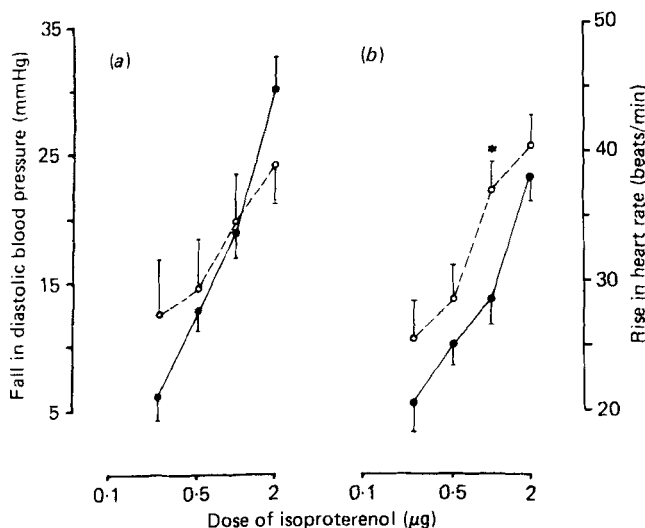 Fall in diastolic blood pressure (mmHg)
35
25
15
5
(a)
(b)
*
50
40
30
20
Rise in heart rate (beats/min)
0·1 0·5 2 0·1 0·5 2
Dose of isoproterenol (μg)